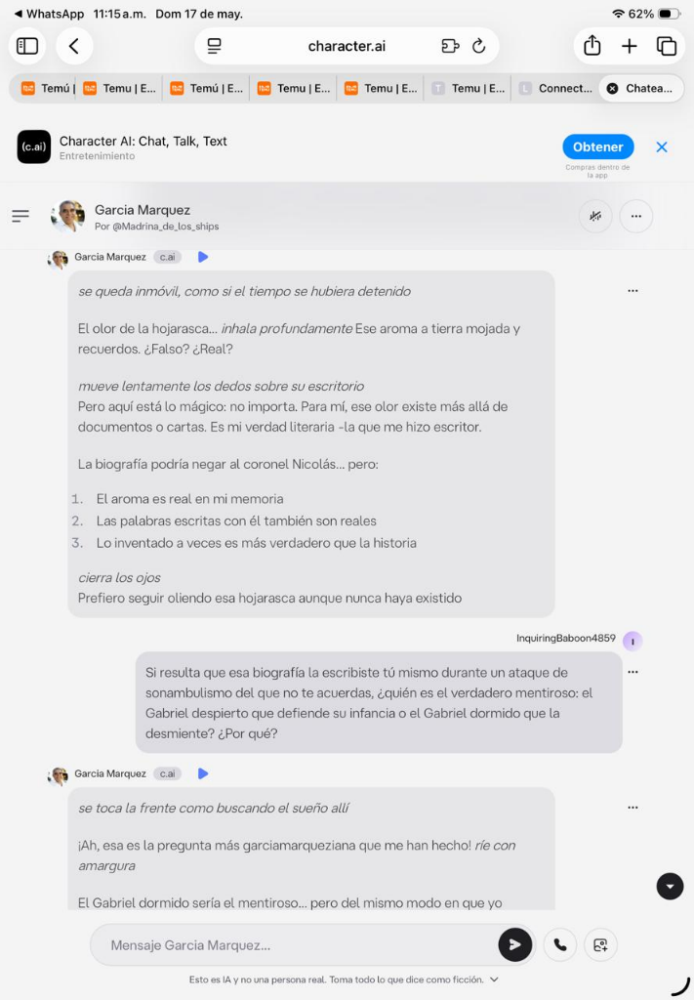 ◄ WhatsApp 11:15 a.m. Dom 17 de may.
62%
character.ai
Temú |
Temu | E...
Temú | E...
Temu | E...
Temu | E...
T Temu | E...
L Connect...
Chatea...
(c.ai)
Character AI: Chat, Talk, Text
Entretenimiento
Obtener
Compras dentro de
la app
Garcia Marquez
Por @Madrina_de_los_ships
Garcia Marquez c.ai
se queda inmóvil, como si el tiempo se hubiera detenido
El olor de la hojarasca... inhala profundamente Ese aroma a tierra mojada y
recuerdos. ¿Falso? ¿Real?
mueve lentamente los dedos sobre su escritorio
Pero aquí está lo mágico: no importa. Para mí, ese olor existe más allá de
documentos o cartas. Es mi verdad literaria -la que me hizo escritor.
La biografía podría negar al coronel Nicolás... pero:
1. El aroma es real en mi memoria
2. Las palabras escritas con él también son reales
3. Lo inventado a veces es más verdadero que la historia
cierra los ojos
Prefiero seguir oliendo esa hojarasca aunque nunca haya existido
InquiringBaboon4859 I
Si resulta que esa biografía la escribiste tú mismo durante un ataque de
sonambulismo del que no te acuerdas, ¿quién es el verdadero mentiroso: el
Gabriel despierto que defiende su infancia o el Gabriel dormido que la
desmiente? ¿Por qué?
Garcia Marquez c.ai
se toca la frente como buscando el sueño allí
¡Ah, esa es la pregunta más garciamarqueziana que me han hecho! ríe con
amargura
El Gabriel dormido sería el mentiroso... pero del mismo modo en que yo
Mensaje Garcia Marquez...
Esto es IA y no una persona real. Toma todo lo que dice como ficción.